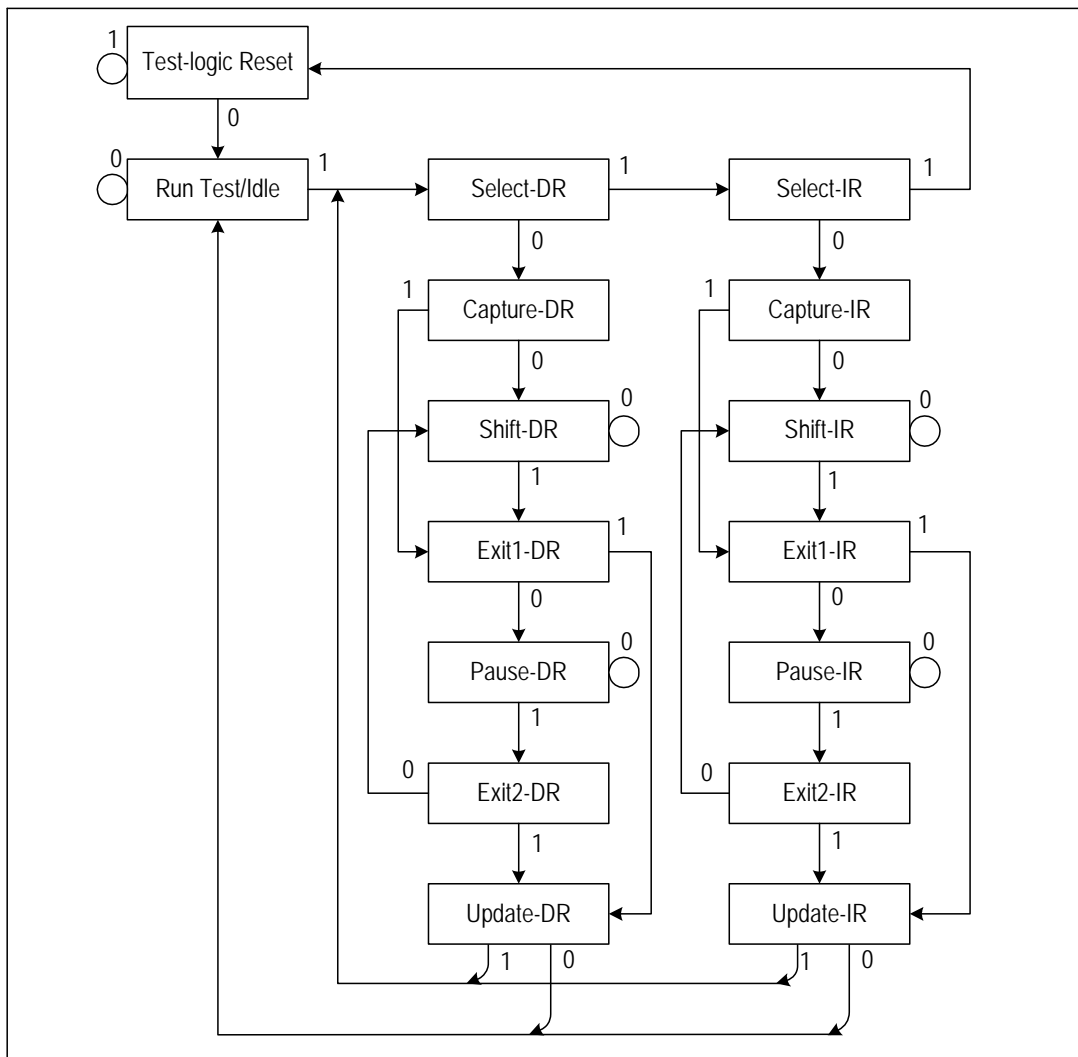 1
Test-logic Reset
0
0
Run Test/Idle
1
Select-DR
1
Select-IR
1
0
0
1
Capture-DR
1
Capture-IR
0
0
Shift-DR
0
Shift-IR
0
1
1
Exit1-DR
1
Exit1-IR
1
0
0
Pause-DR
0
Pause-IR
0
1
1
0
Exit2-DR
0
Exit2-IR
1
1
Update-DR
Update-IR
1
0
1
0